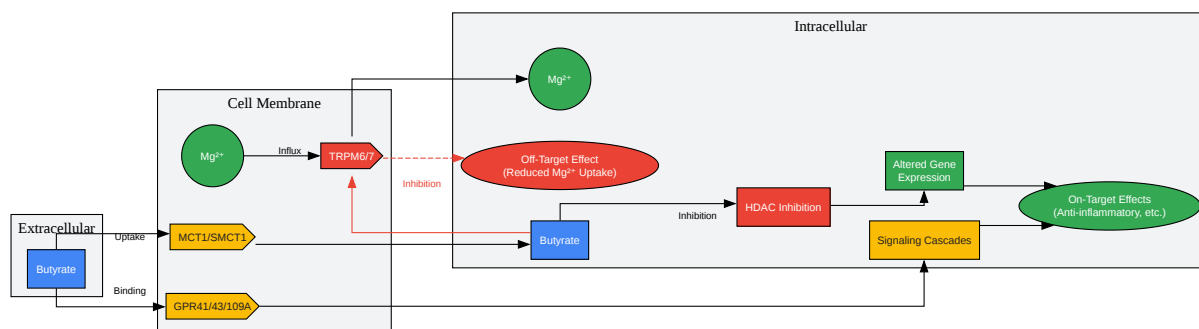 Intracellular
Mg²⁺
Cell Membrane
Mg²⁺
Influx
TRPM6/7
Inhibition
Off-Target Effect
(Reduced Mg²⁺ Uptake)
Altered Gene
Expression
HDAC Inhibition
Inhibition
On-Target Effects
(Anti-inflammatory, etc.)
Extracellular
Uptake
MCT1/SMCT1
Butyrate
Signaling Cascades
Butyrate
Binding
GPR41/43/109A